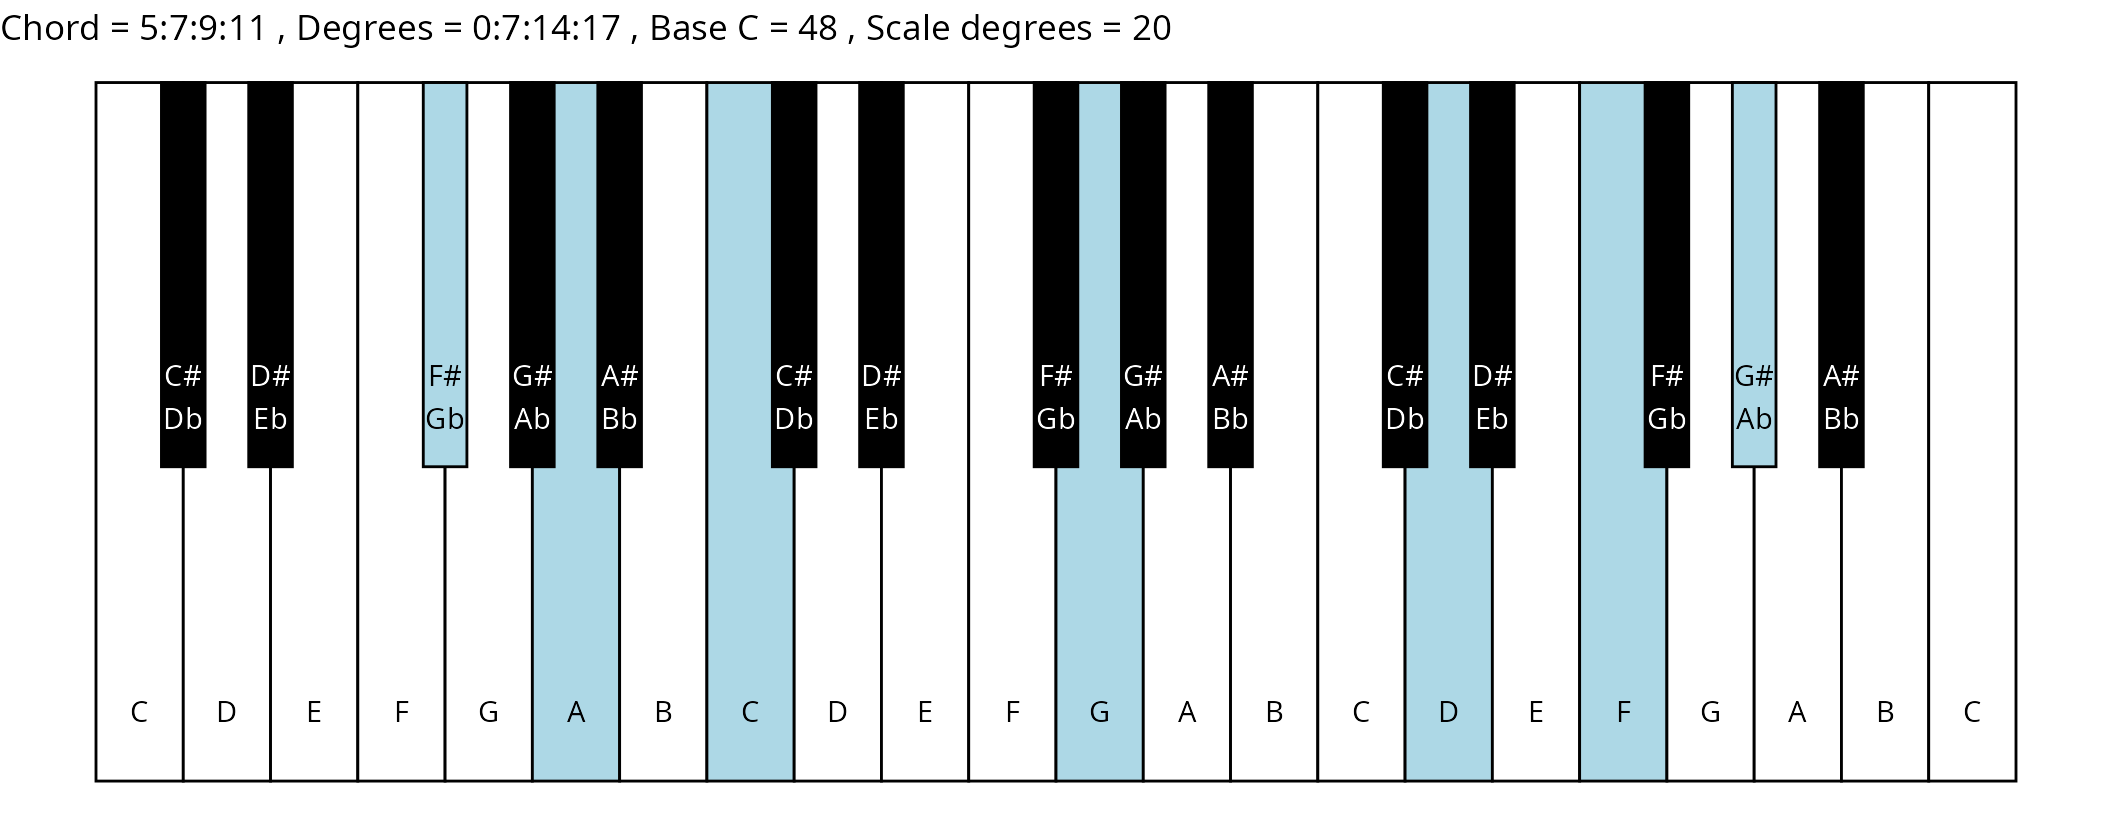 Chord = 5:7:9:11 , Degrees = 0:7:14:17 , Base C = 48 , Scale degrees = 20
C# D# F# G# A# C# D# F# G# A# C# D# F# G# A#
Db Eb Gb Ab Bb Db Eb Gb Ab Bb Db Eb Gb Ab Bb
C D E F G A B C D E F G A B C D E F G A B C